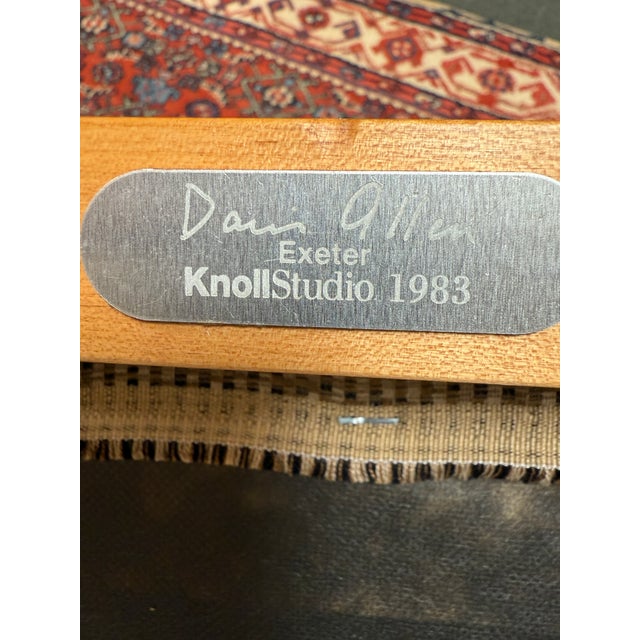 Davis Allen
Exeter
KnollStudio 1983